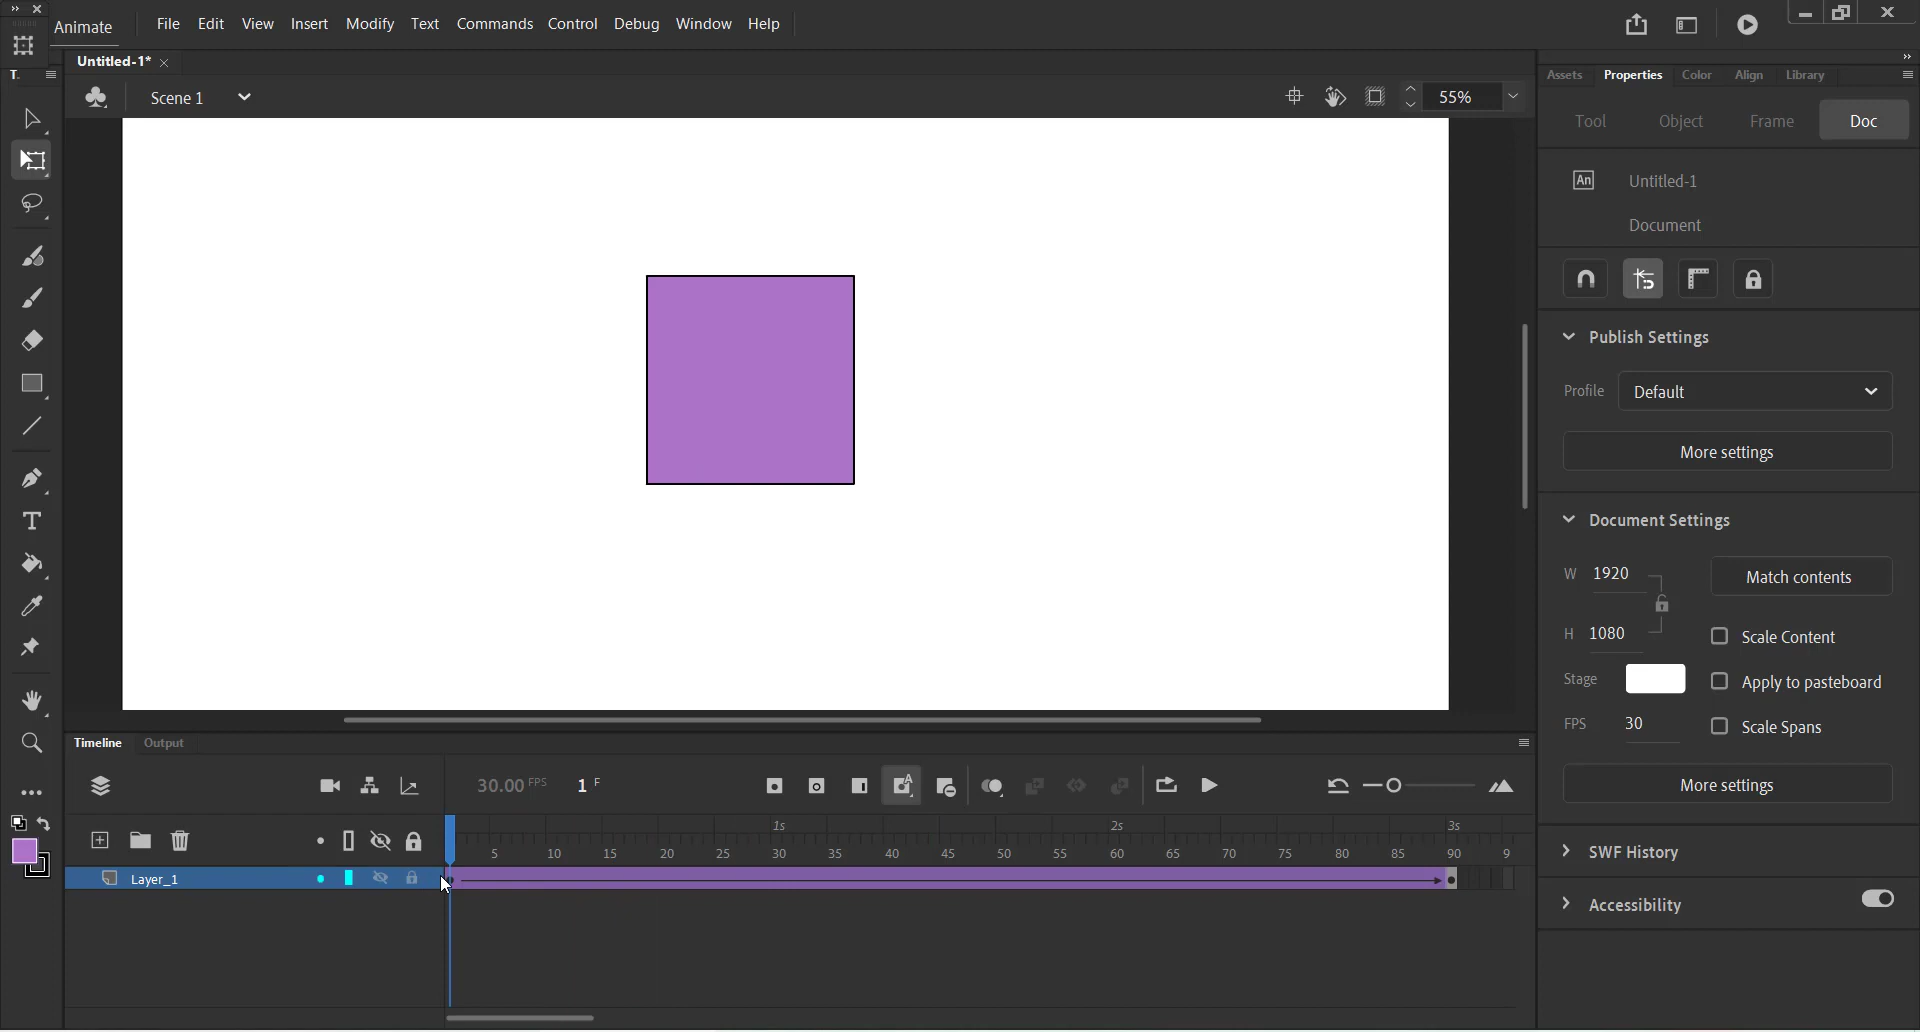 Animate
File Edit View Insert Modify Text Commands Control Debug Window Help
Untitled-1*
Scene 1
55%
T.
Assets Properties Color Align Library
Tool Object Frame Doc
An Untitled-1
Document
Publish Settings
Profile Default
More settings
Document Settings
W 1920 Match contents
H 1080 Scale Content
Stage Apply to pasteboard
FPS 30 Scale Spans
More settings
SWF History
Accessibility
Timeline Output
30.00 FPS 1 F
1s 2s 3s
5 10 15 20 25 30 35 40 45 50 55 60 65 70 75 80 85 90 9
Layer_1